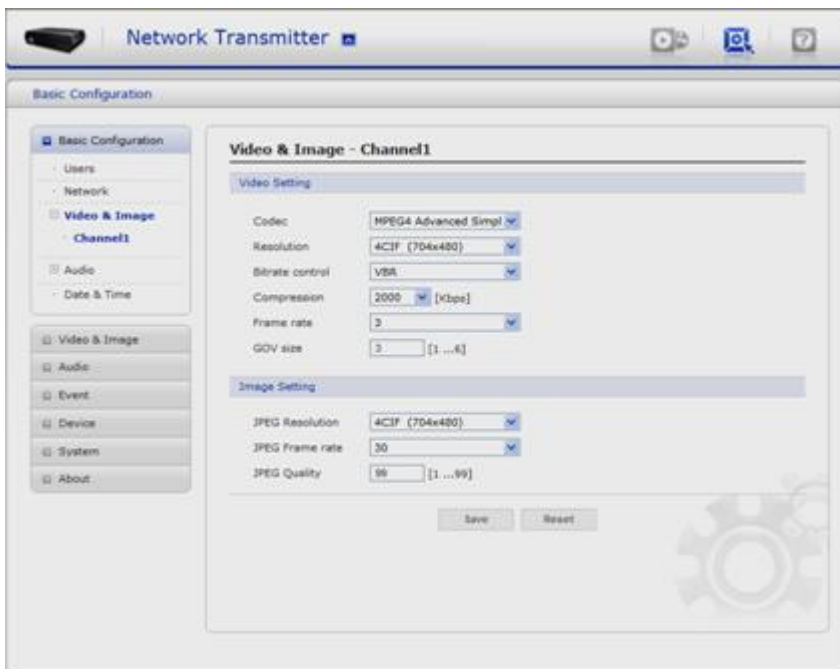 Network Transmitter
Basic Configuration
Basic Configuration
Users
Network
Video & Image
Channel1
Audio
Date & Time
Video & Image
Audio
Event
Device
System
About
Video & Image - Channel1
Video Setting
Codec MPEG4 Advanced Simpl
Resolution 4CIF (704x480)
Bitrate control VBR
Compression 2000 [Kbps]
Frame rate 3
GOV size 3 [1 ...6]
Image Setting
JPEG Resolution 4CIF (704x480)
JPEG Frame rate 30
JPEG Quality 99 [1 ...99]
Save Reset